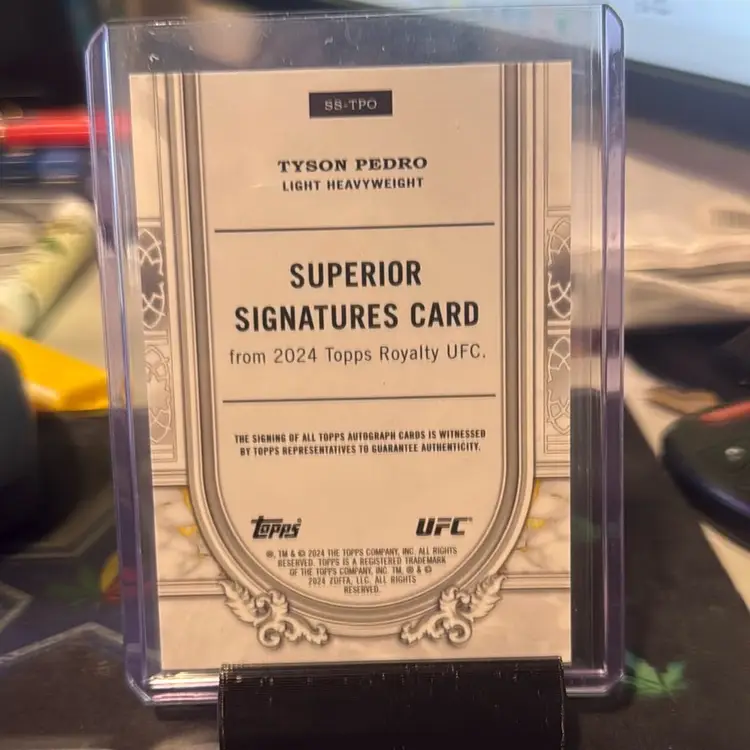 SS-TPO
TYSON PEDRO
LIGHT HEAVYWEIGHT
SUPERIOR
SIGNATURES CARD
from 2024 Topps Royalty UFC.
THE SIGNING OF ALL TOPPS AUTOGRAPH CARDS IS WITNESSED
BY TOPPS REPRESENTATIVES TO GUARANTEE AUTHENTICITY.
topps UFC
®, TM & © 2024 THE TOPPS COMPANY, INC. ALL RIGHTS
RESERVED. TOPPS IS A REGISTERED TRADEMARK
OF THE TOPPS COMPANY, INC. TM, ® & ©
2024 ZUFFA, LLC. ALL RIGHTS
RESERVED.